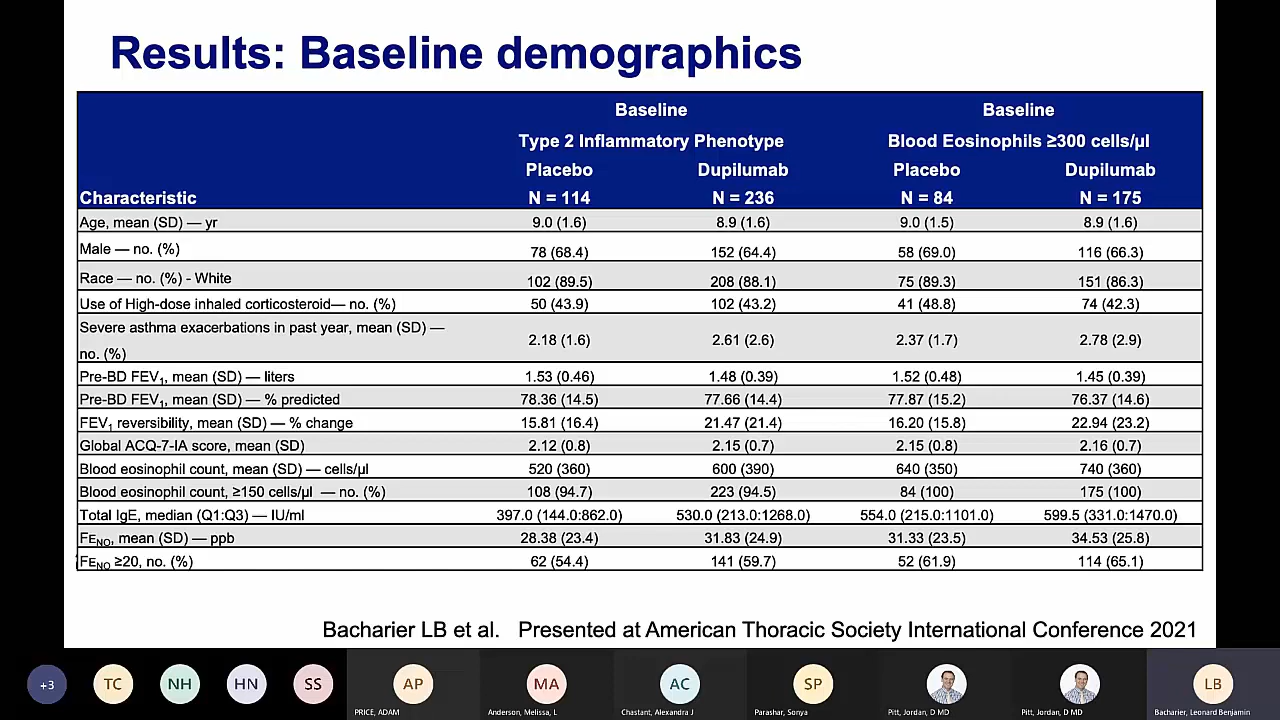 Results: Baseline demographics
Baseline Baseline
Type 2 Inflammatory Phenotype Blood Eosinophils ≥300 cells/µl
Placebo Dupilumab Placebo Dupilumab
Characteristic N = 114 N = 236 N = 84 N = 175
Age, mean (SD) — yr 9.0 (1.6) 8.9 (1.6) 9.0 (1.5) 8.9 (1.6)
Male — no. (%) 78 (68.4) 152 (64.4) 58 (69.0) 116 (66.3)
Race — no. (%) - White 102 (89.5) 208 (88.1) 75 (89.3) 151 (86.3)
Use of High-dose inhaled corticosteroid— no. (%) 50 (43.9) 102 (43.2) 41 (48.8) 74 (42.3)
Severe asthma exacerbations in past year, mean (SD) —
no. (%) 2.18 (1.6) 2.61 (2.6) 2.37 (1.7) 2.78 (2.9)
Pre-BD FEV₁, mean (SD) — liters 1.53 (0.46) 1.48 (0.39) 1.52 (0.48) 1.45 (0.39)
Pre-BD FEV₁, mean (SD) — % predicted 78.36 (14.5) 77.66 (14.4) 77.87 (15.2) 76.37 (14.6)
FEV₁ reversibility, mean (SD) — % change 15.81 (16.4) 21.47 (21.4) 16.20 (15.8) 22.94 (23.2)
Global ACQ-7-IA score, mean (SD) 2.12 (0.8) 2.15 (0.7) 2.15 (0.8) 2.16 (0.7)
Blood eosinophil count, mean (SD) — cells/µl 520 (360) 600 (390) 640 (350) 740 (360)
Blood eosinophil count, ≥150 cells/µl — no. (%) 108 (94.7) 223 (94.5) 84 (100) 175 (100)
Total IgE, median (Q1:Q3) — IU/ml 397.0 (144.0:862.0) 530.0 (213.0:1268.0) 554.0 (215.0:1101.0) 599.5 (331.0:1470.0)
FENO, mean (SD) — ppb 28.38 (23.4) 31.83 (24.9) 31.33 (23.5) 34.53 (25.8)
FENO ≥20, no. (%) 62 (54.4) 141 (59.7) 52 (61.9) 114 (65.1)
Bacharier LB et al. Presented at American Thoracic Society International Conference 2021
+3 TC NH HN SS AP MA AC SP LB
PRICE, ADAM Anderson, Melissa, L Chastant, Alexandra J Parashar, Sonya Pitt, Jordan, D MD Pitt, Jordan, D MD Bacharier, Leonard Benjamin